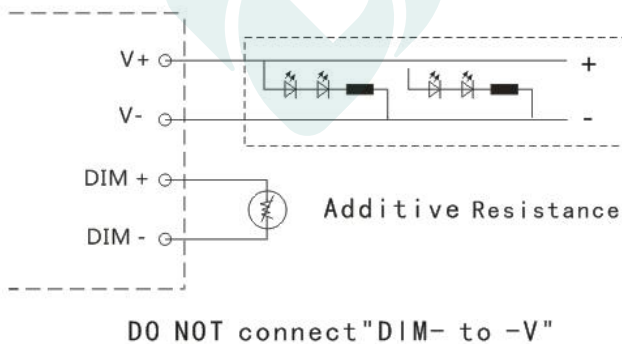 V+
+
V-
-
DIM +
Additive Resistance
DIM -
DO NOT connect"DIM- to -V"